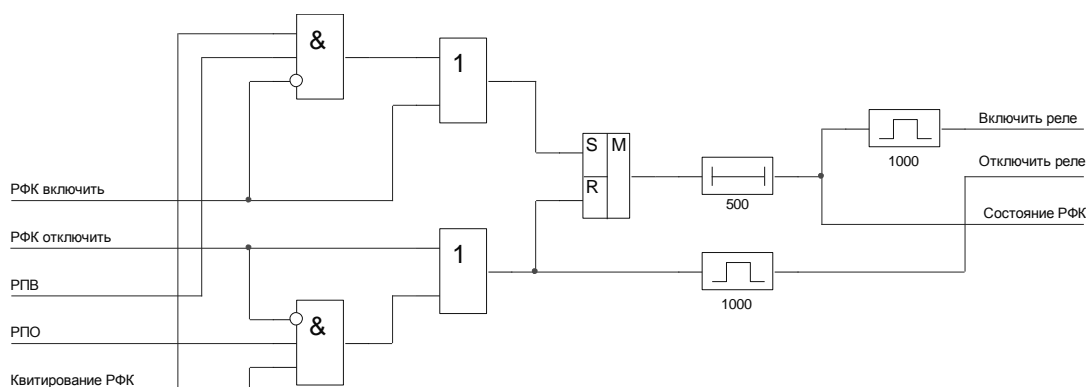 &
1
Включить реле
S M
1000
Отключить реле
R
РФК включить
500
Состояние РФК
РФК отключить
1
РПВ
1000
&
РПО
Квитирование РФК